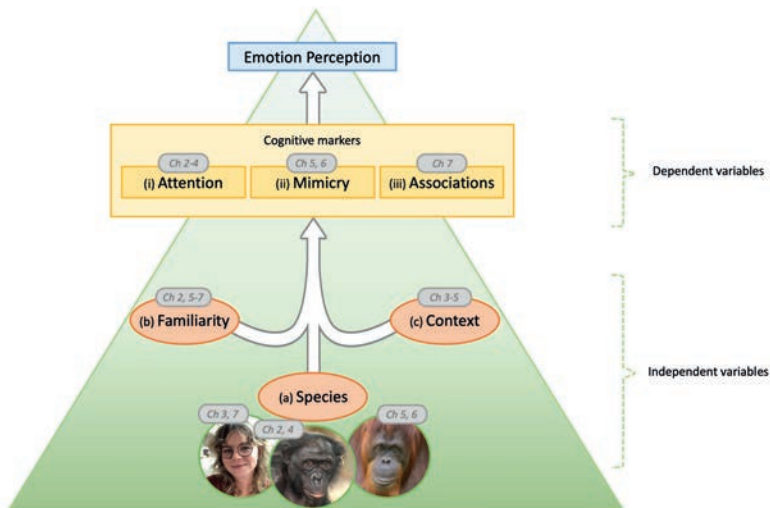 Emotion Perception
Cognitive markers
Ch 2-4
Ch 5, 6
Ch 7
(i) Attention
(ii) Mimicry
(iii) Associations
Dependent variables
Ch 2, 5-7
Ch 3-5
(b) Familiarity
(c) Context
Independent variables
(a) Species
Ch 3, 7
Ch 2, 4
Ch 5, 6